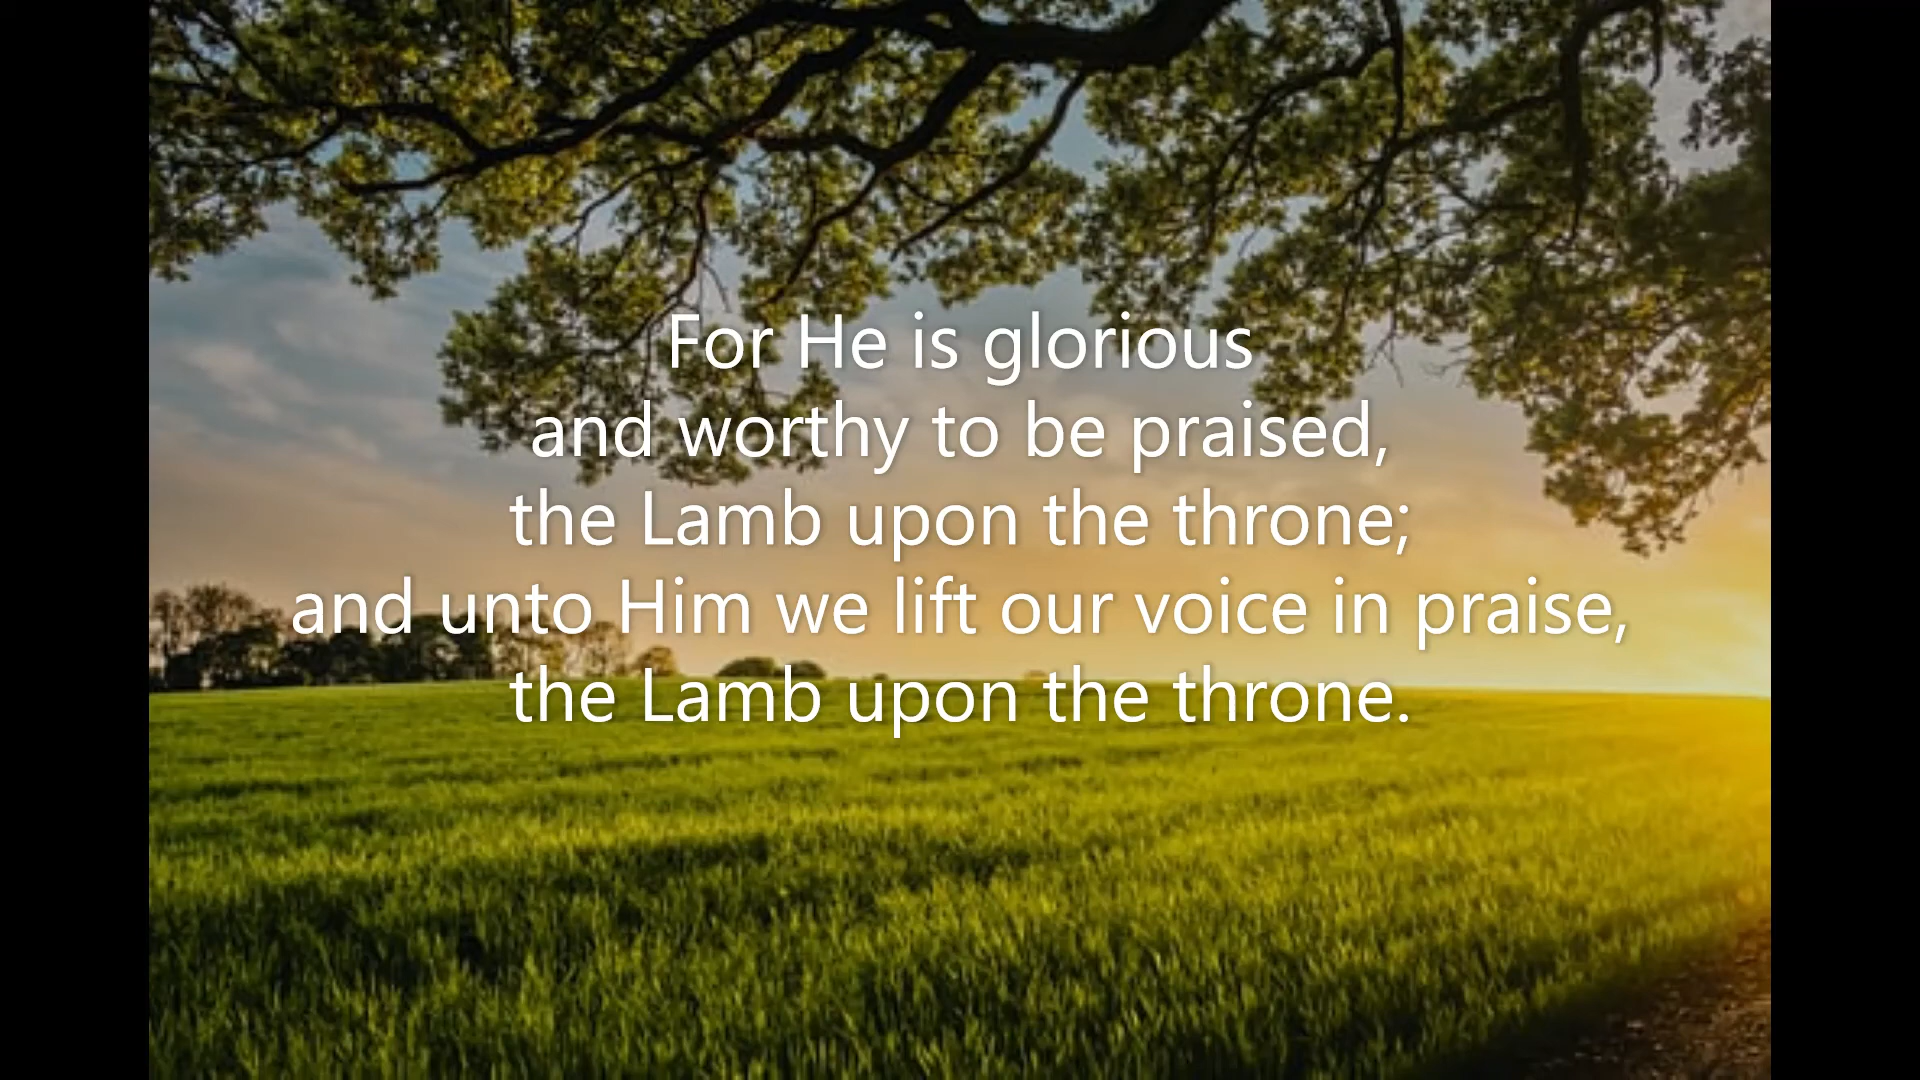 For He is glorious
and worthy to be praised,
the Lamb upon the throne;
and unto Him we lift our voice in praise,
the Lamb upon the throne.